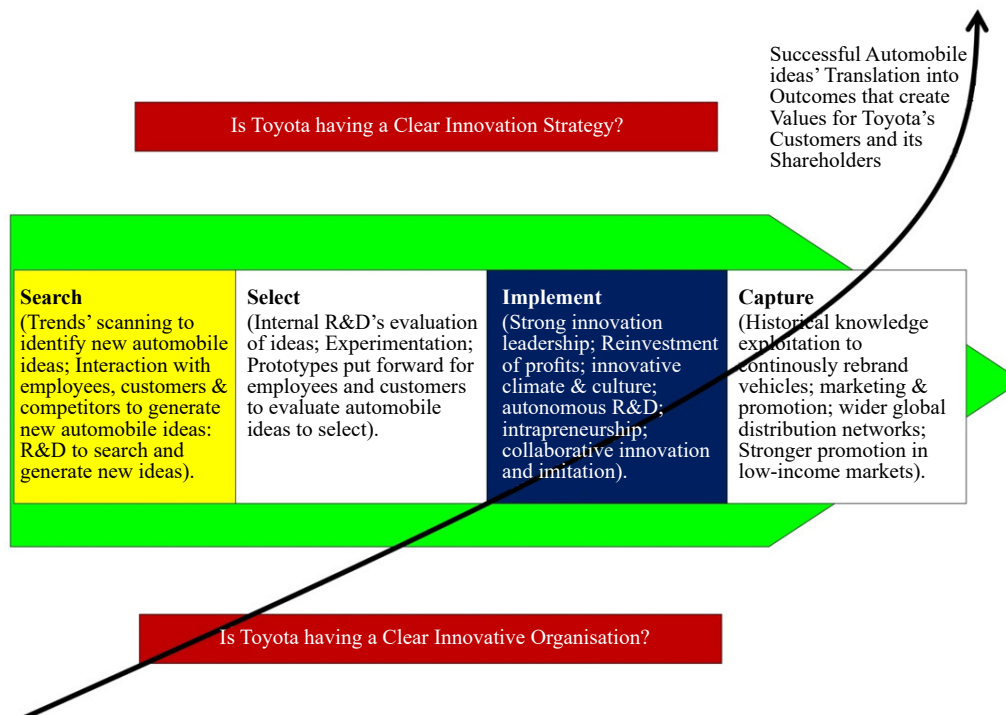 Successful Automobile
ideas’ Translation into
Outcomes that create
Values for Toyota’s
Customers and its
Shareholders
Is Toyota having a Clear Innovation Strategy?
Search
(Trends’ scanning to
identify new automobile
ideas; Interaction with
employees, customers &
competitors to generate
new automobile ideas:
R&D to search and
generate new ideas).
Select
(Internal R&D’s evaluation
of ideas; Experimentation;
Prototypes put forward for
employees and customers
to evaluate automobile
ideas to select).
Implement
(Strong innovation
leadership; Reinvestment
of profits; innovative
climate & culture;
autonomous R&D;
intrapreneurship;
collaborative innovation
and imitation).
Capture
(Historical knowledge
exploitation to
continously rebrand
vehicles; marketing &
promotion; wider global
distribution networks;
Stronger promotion in
low-income markets).
Is Toyota having a Clear Innovative Organisation?